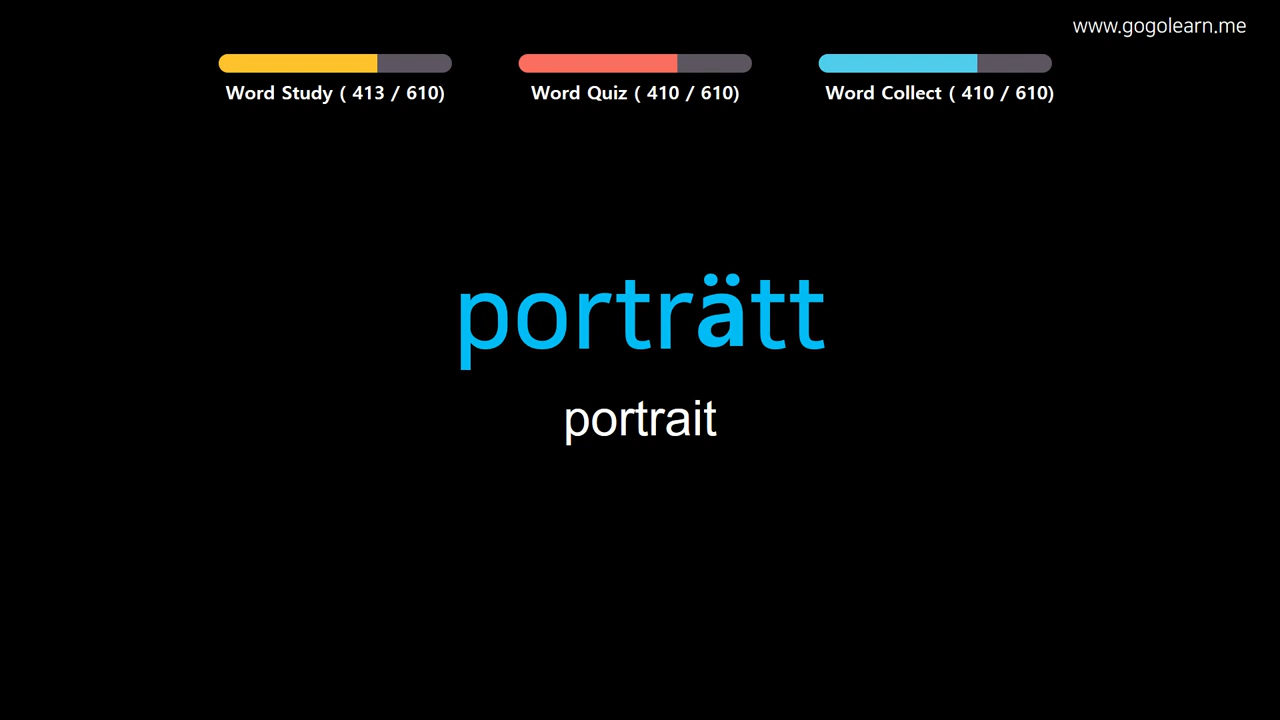 www.gogolearn.me
Word Study ( 413 / 610)
Word Quiz ( 410 / 610)
Word Collect ( 410 / 610)
porträtt
portrait